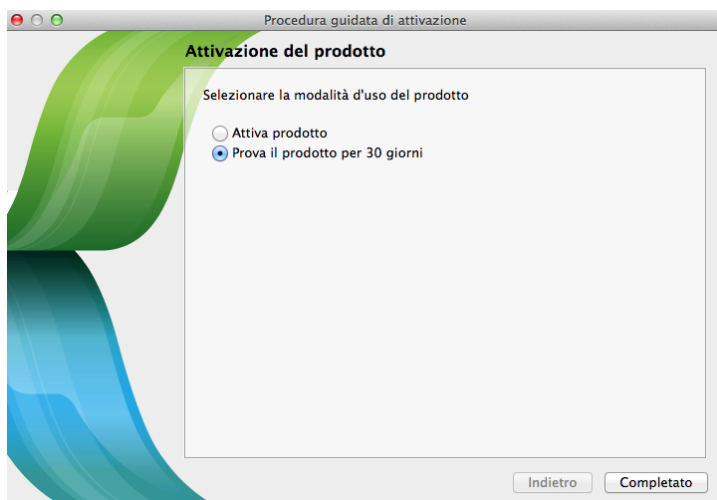 Procedura guidata di attivazione
Attivazione del prodotto
Selezionare la modalità d'uso del prodotto
Attiva prodotto
Prova il prodotto per 30 giorni
Indietro
Completato